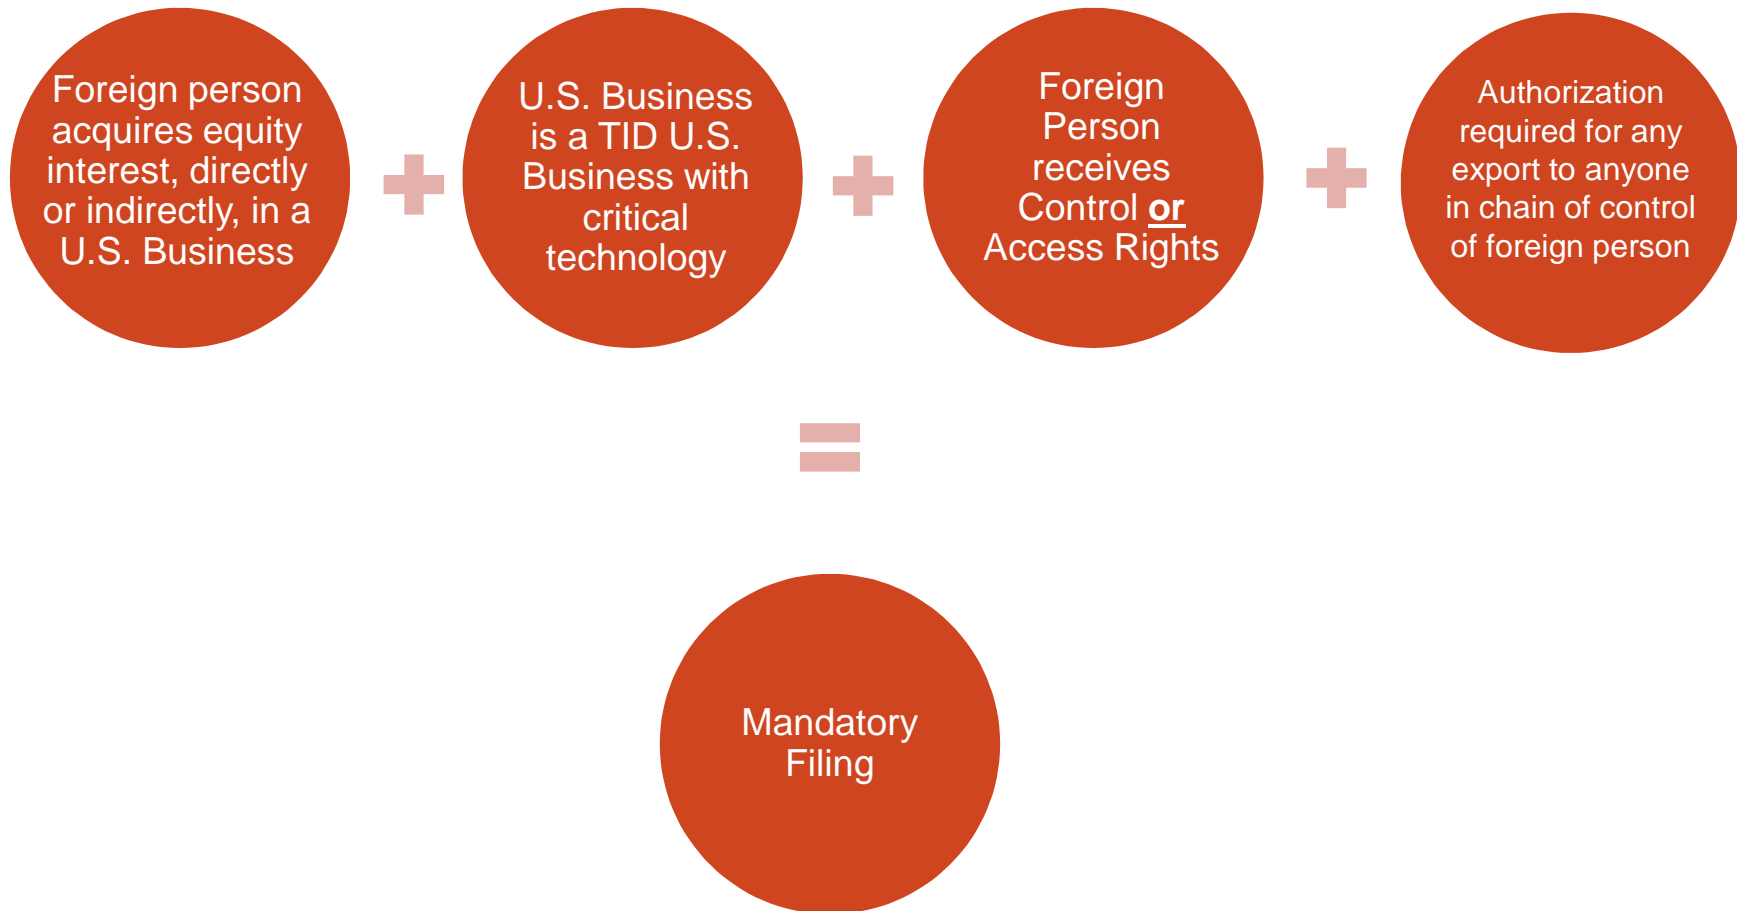 Foreign person
acquires equity
interest, directly
or indirectly, in a
U.S. Business
U.S. Business
is a TID U.S.
Business with
critical
technology
Foreign
Person
receives
Control or
Access Rights
Authorization
required for any
export to anyone
in chain of control
of foreign person
Mandatory
Filing